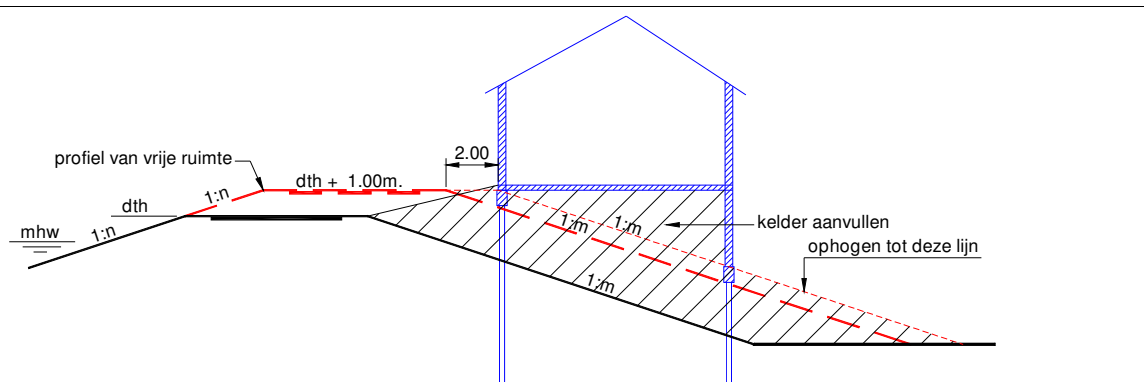 2.00
profiel van vrije ruimte
1:n
dth + 1.00m.
dth
mhw
1:n
1:m
1:m
kelder aanvullen
ophogen tot deze lijn
1:m